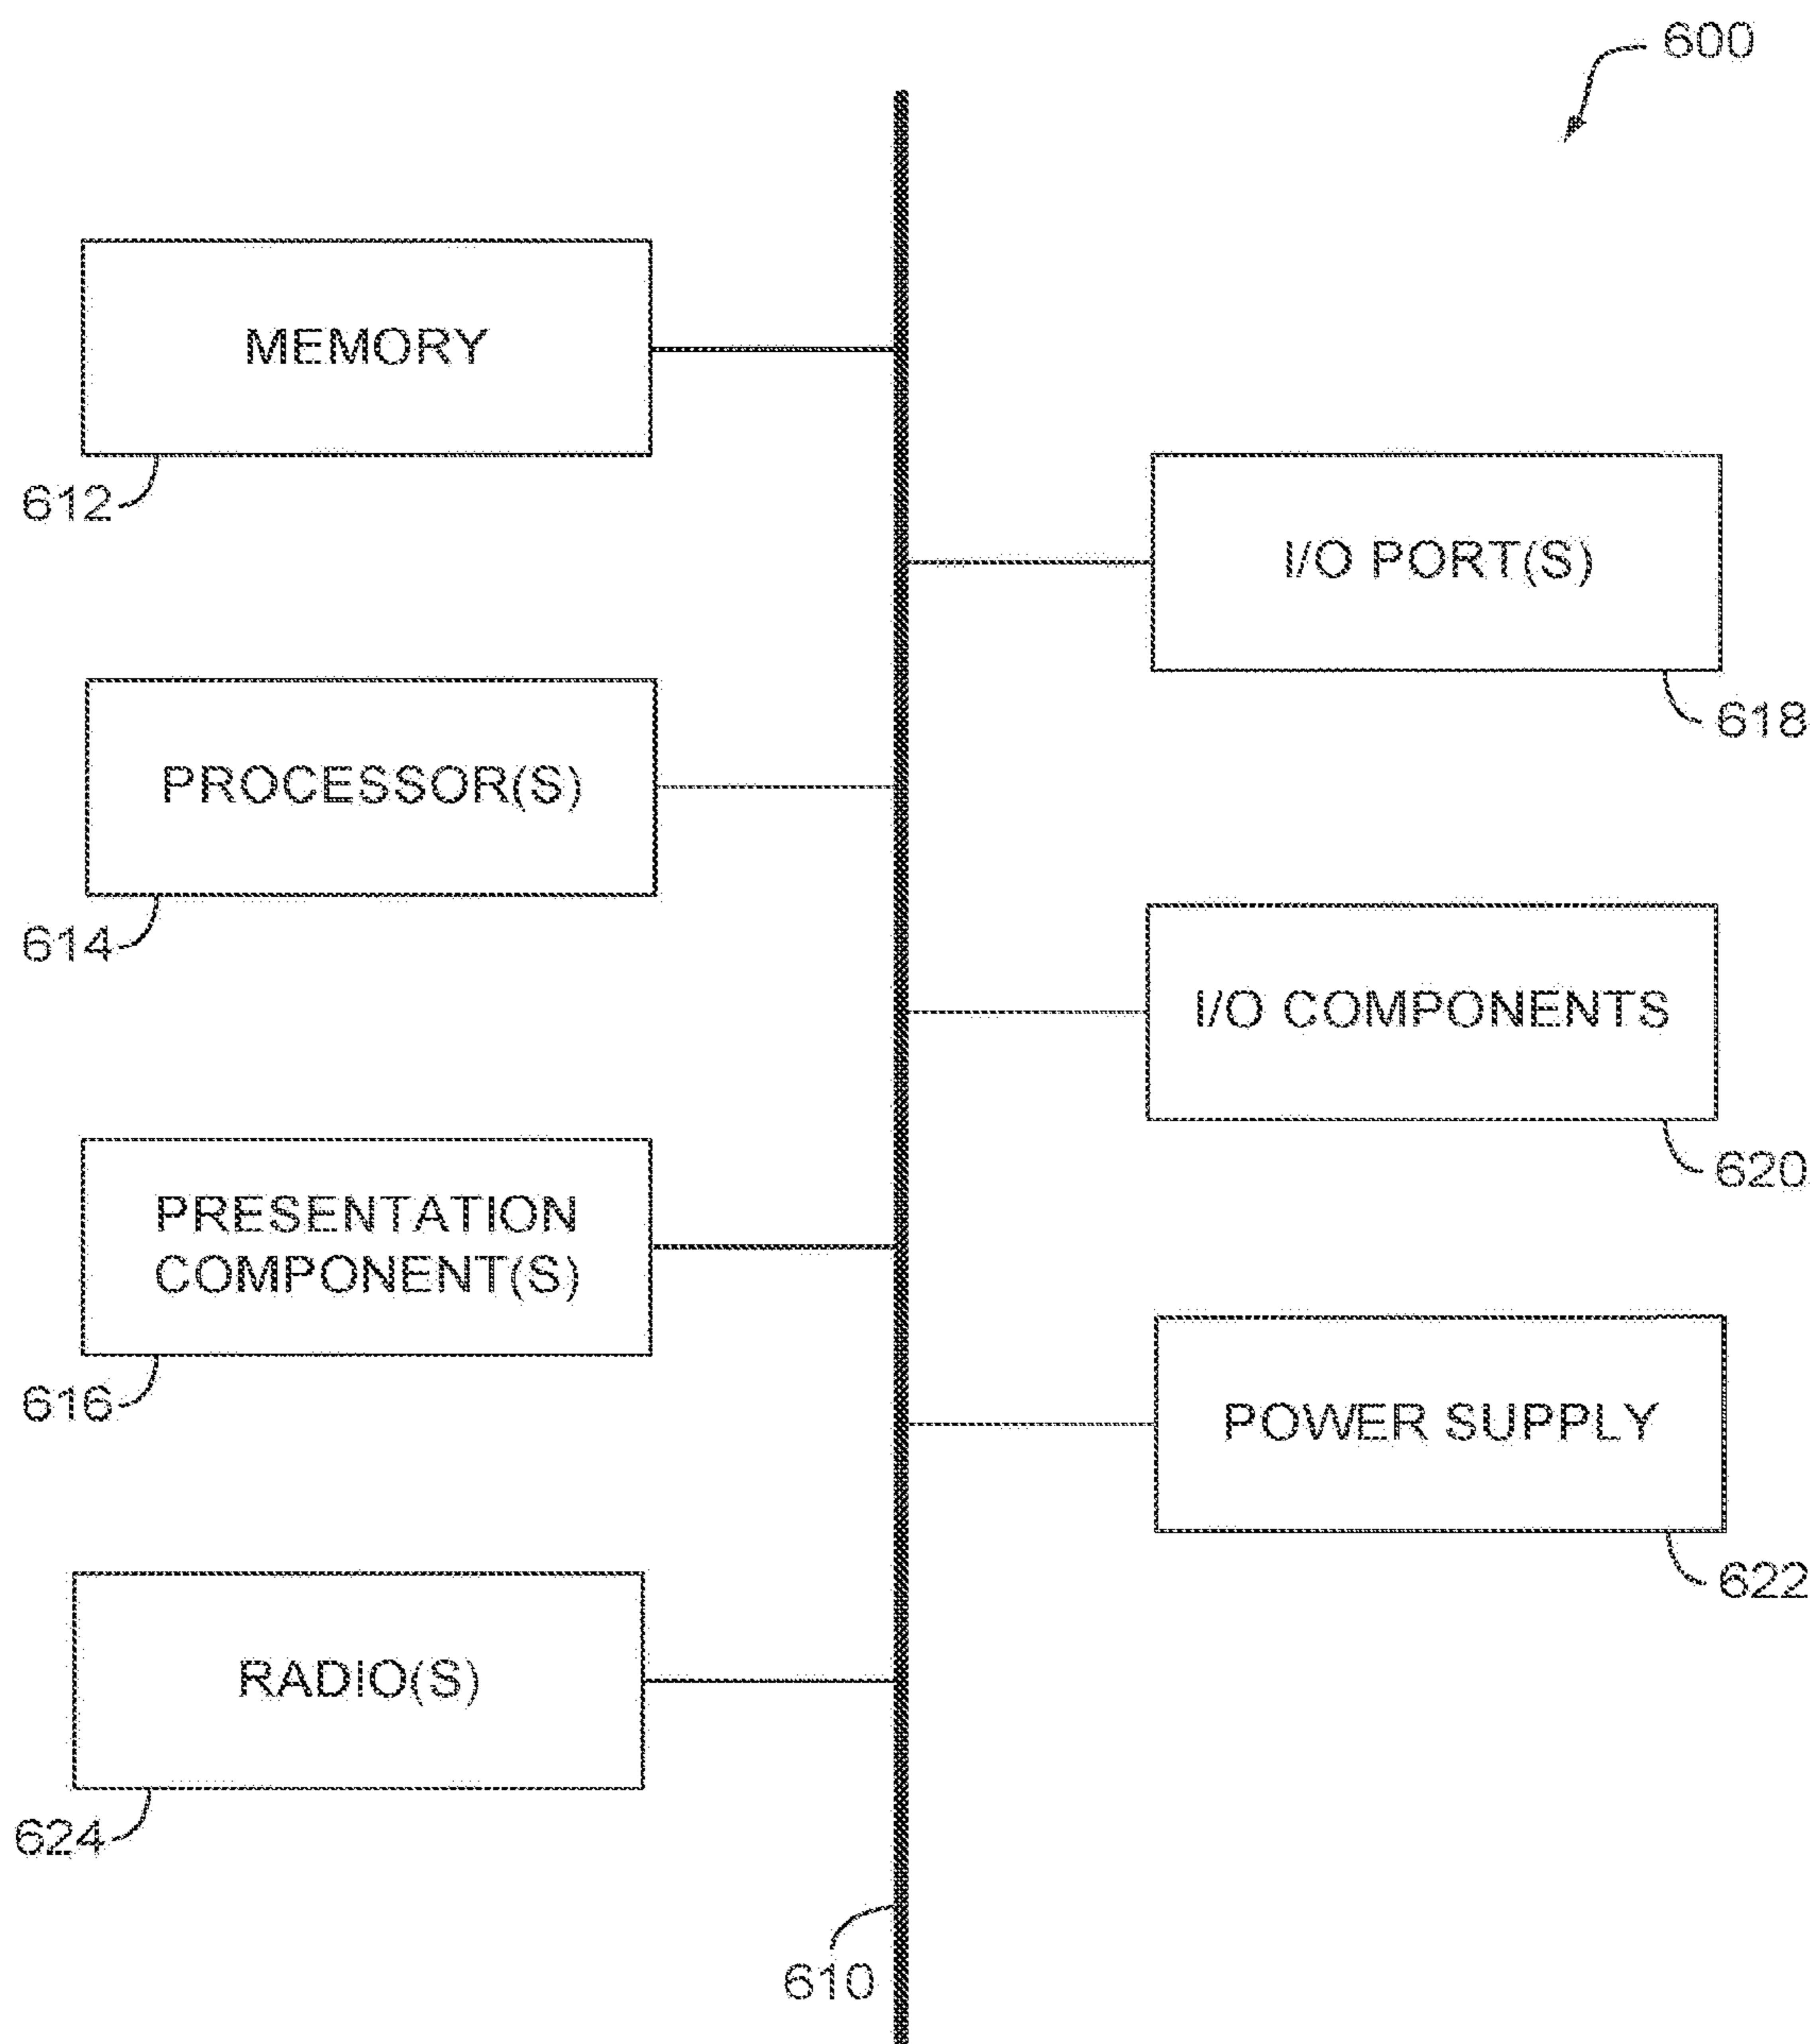 600
MEMORY
612
I/O PORT(S)
618
PROCESSOR(S)
614
I/O COMPONENTS
620
PRESENTATION
COMPONENT(S)
616
POWER SUPPLY
622
RADIO(S)
624
610